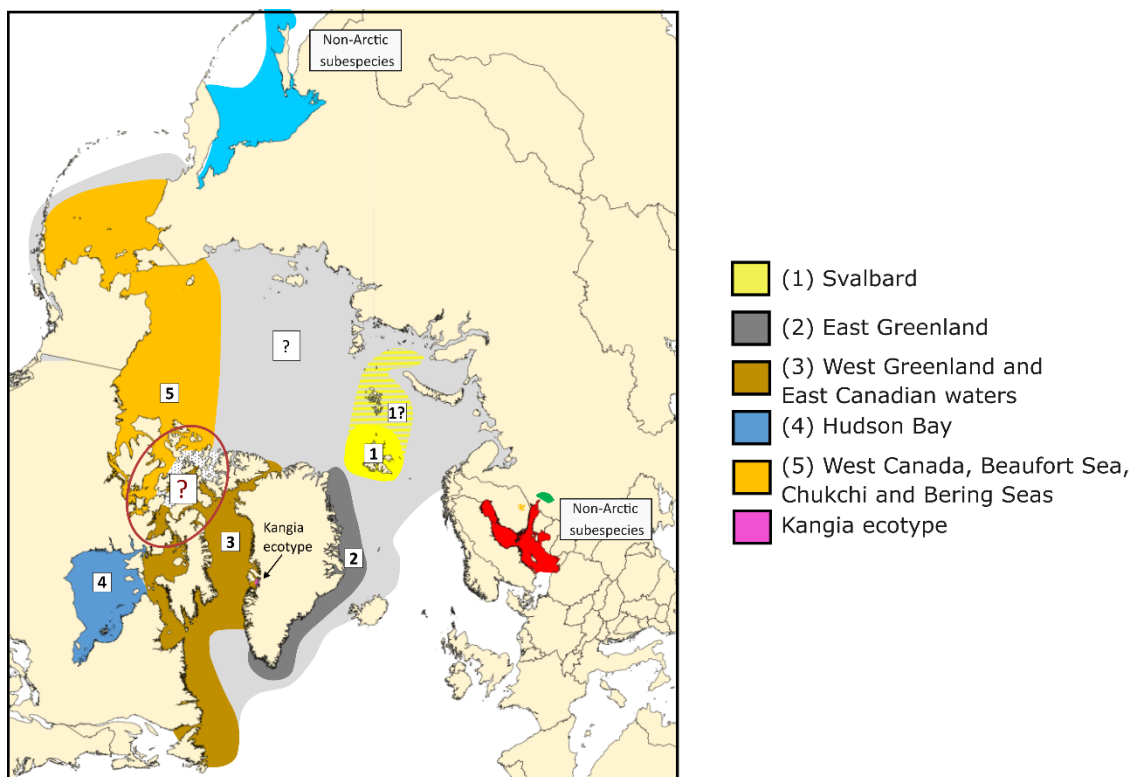 Non-Arctic
subespecies
?
5
1?
1
?
3
Kangia
ecotype
2
4
Non-Arctic
subespecies
*
(1) Svalbard
(2) East Greenland
(3) West Greenland and
East Canadian waters
(4) Hudson Bay
(5) West Canada, Beaufort Sea,
Chukchi and Bering Seas
Kangia ecotype